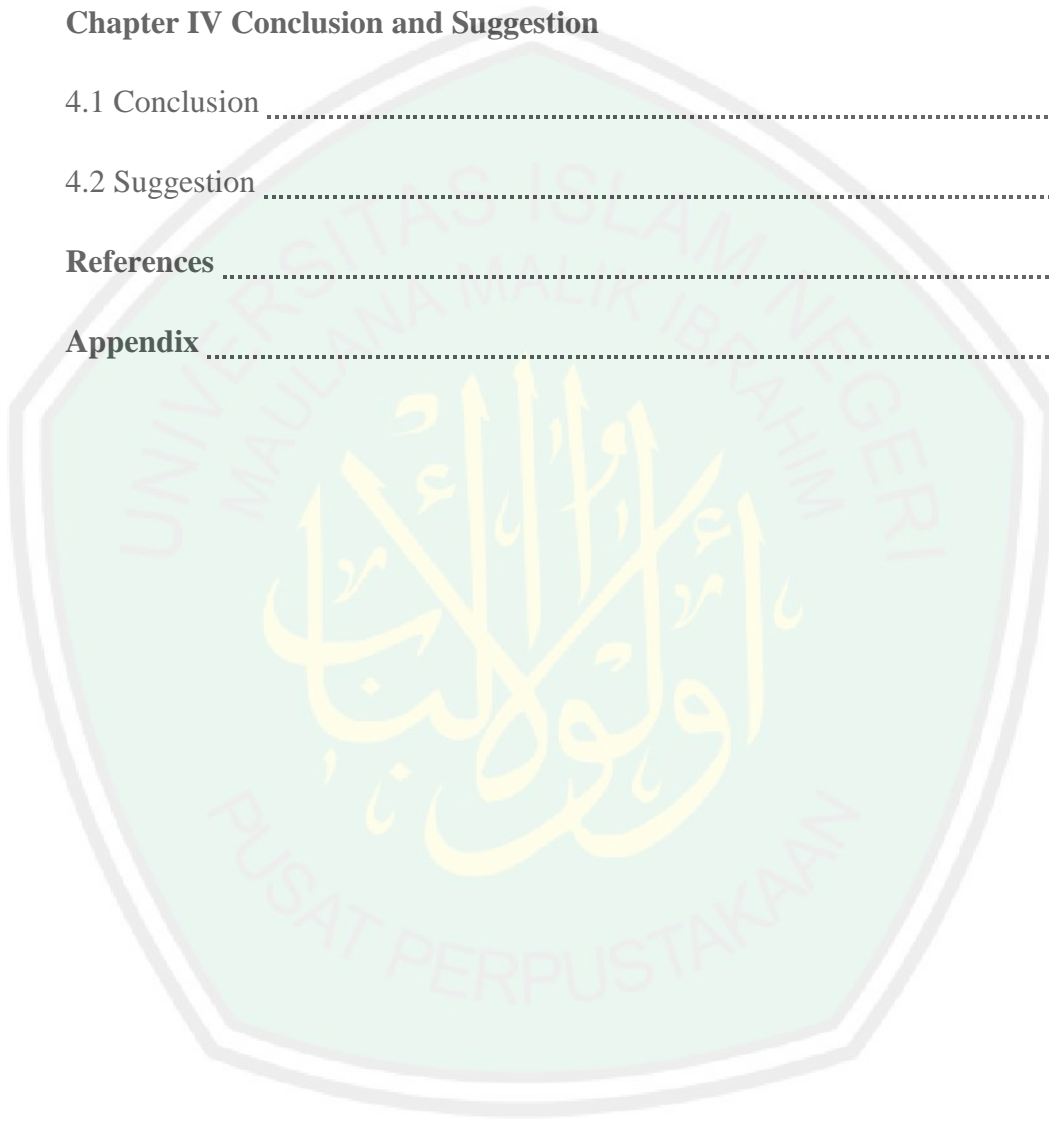 Chapter IV Conclusion and Suggestion
4.1 Conclusion
4.2 Suggestion
References
Appendix
UNIVERSITAS ISLAM NEGERI
MAULANA MALIK IBRAHIM
PUSAT PERPUSTAKAAN